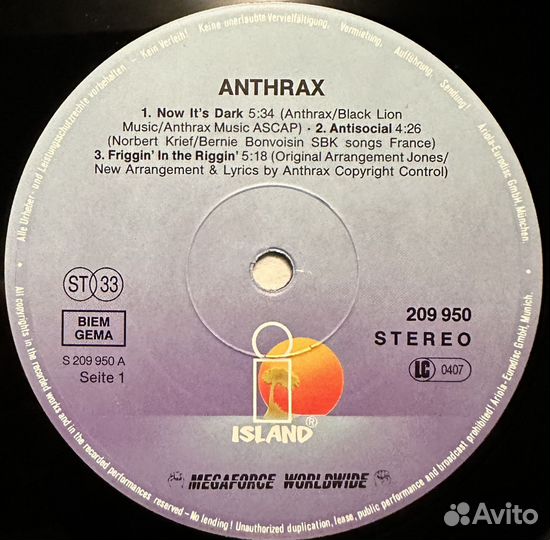 Alle Urheber- und Leistungsschutzrechte vorbehalten - Kein Verleih! Keine unerlaubte Vervielfältigung, Vermietung, Aufführung, Sendung! Ariola-Eurodisc GmbH, München.
ANTHRAX
1. Now It's Dark 5:34 (Anthrax/Black Lion
Music/Anthrax Music ASCAP) · 2. Antisocial 4:26
(Norbert Krief/Bernie Bonvoisin SBK songs France)
3. Friggin' In the Riggin' 5:18 (Original Arrangement Jones/
New Arrangement & Lyrics by Anthrax Copyright Control)
ST 33
BIEM
GEMA
S 209 950 A
Seite 1
209 950
STEREO
LC 0407
i
ISLAND®
MEGAFORCE WORLDWIDE
All copyrights in the recorded works and in the recorded performances reserved - No lending! Unauthorized duplication, lease, public performance and broadcasting prohibited! Ariola-Eurodisc GmbH, Munich.
Avito